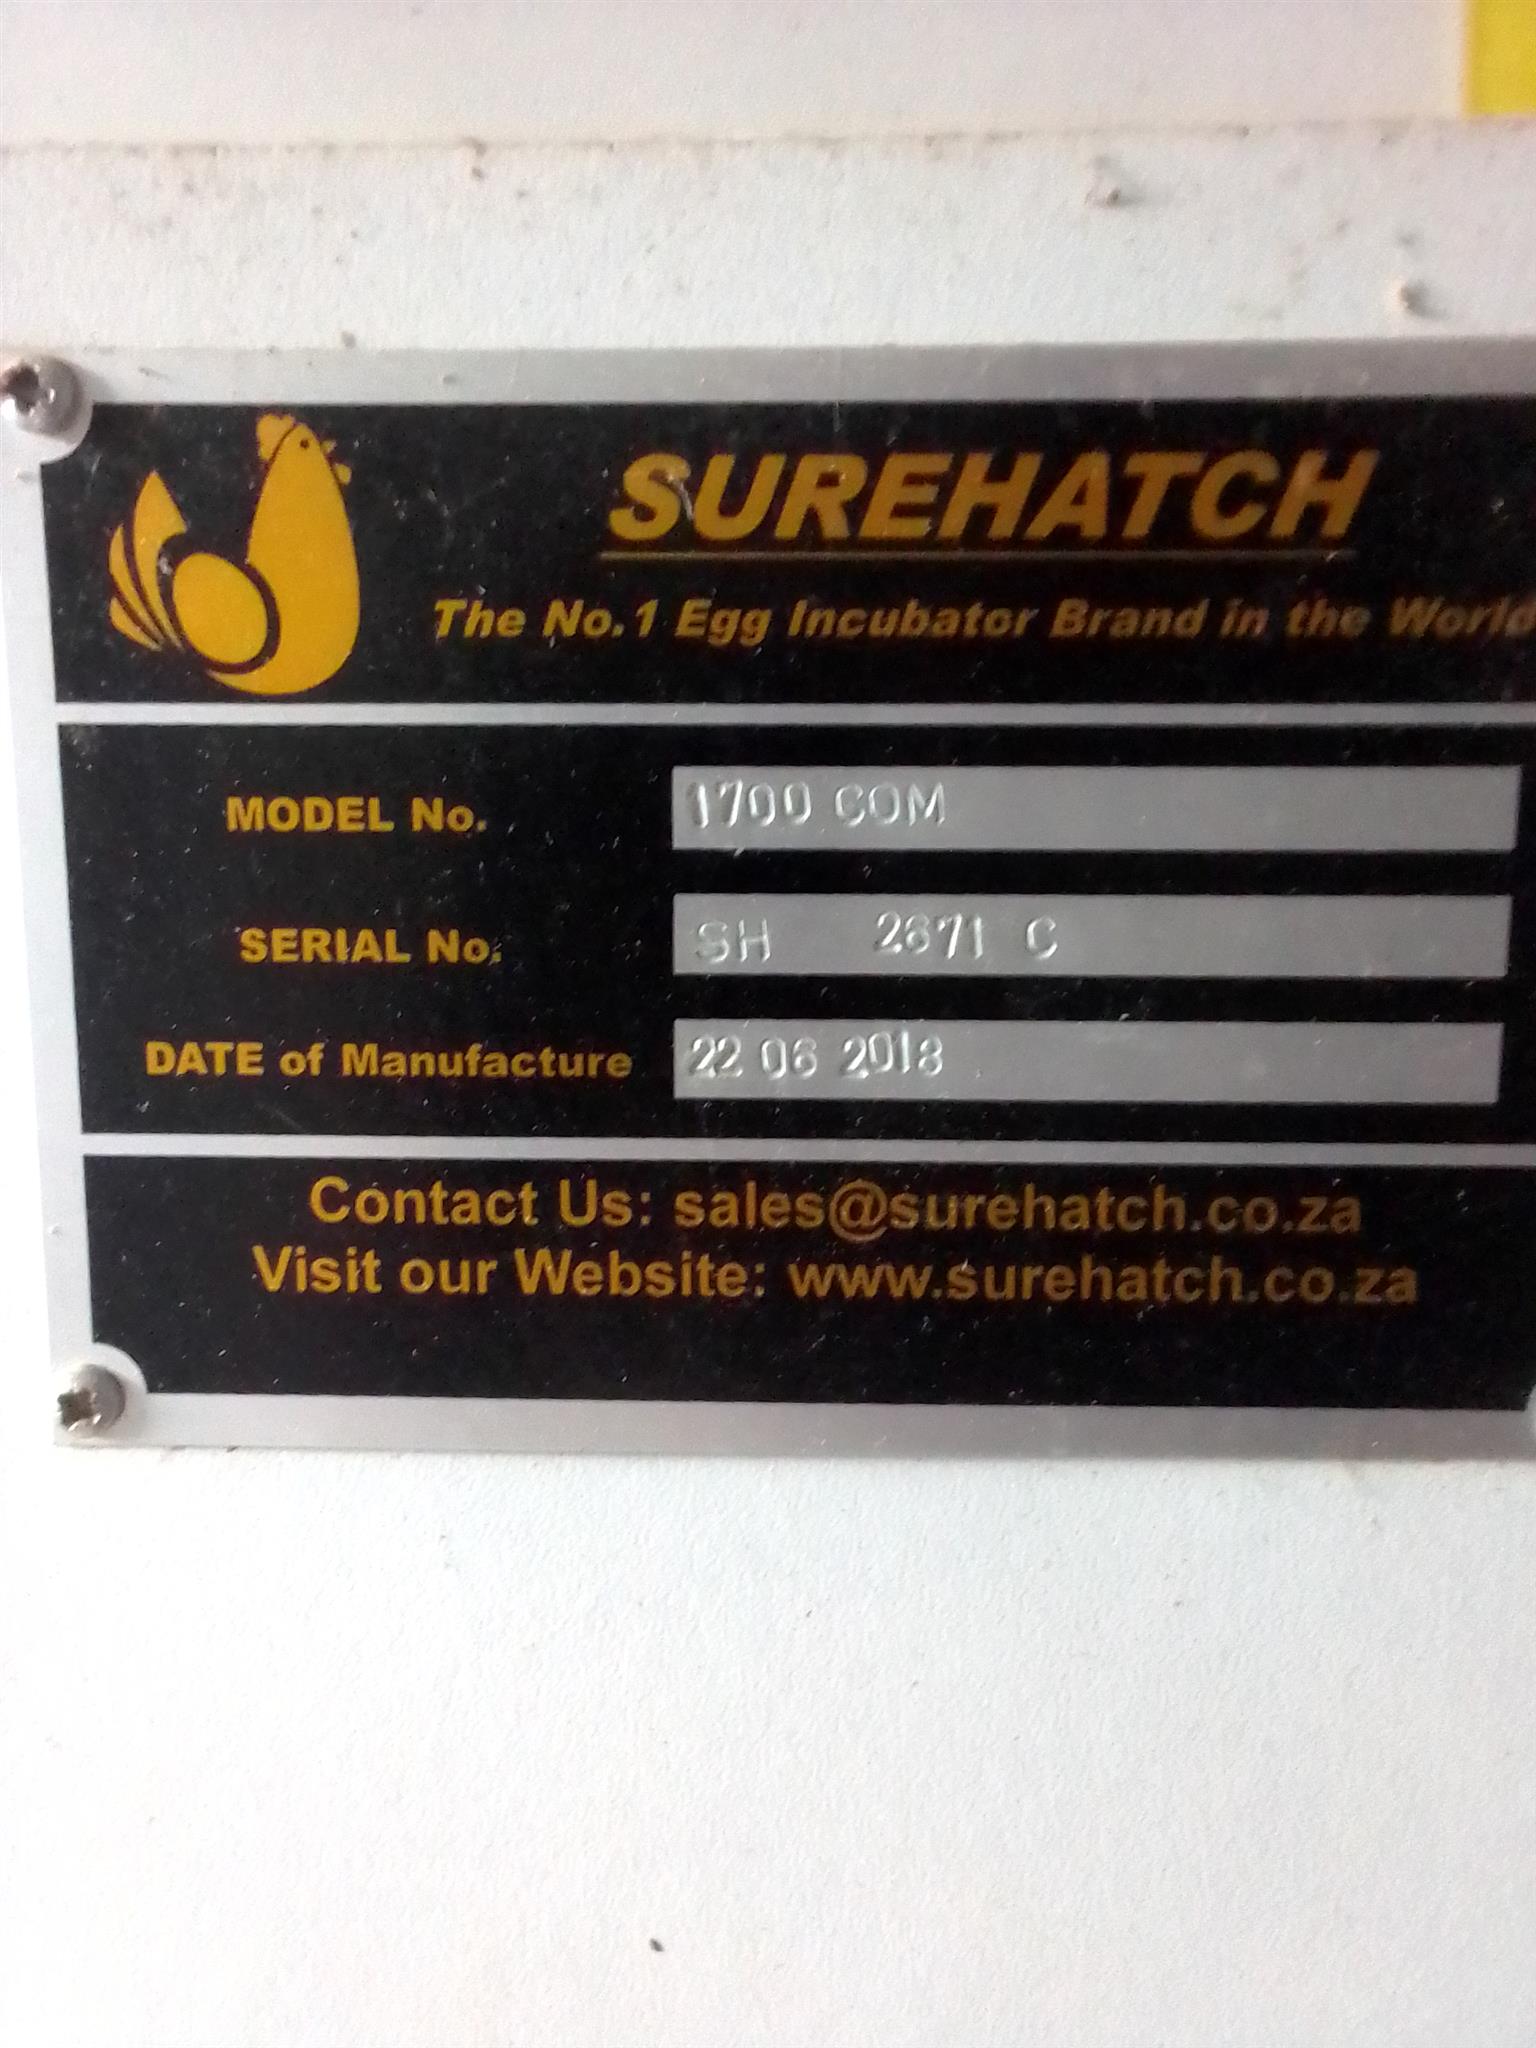 SUREHATCH
The No.1 Egg Incubator Brand in the World
MODEL No. 1700 COM
SERIAL No. SH 2671 C
DATE of Manufacture 22 06 2018
Contact Us: sales@surehatch.co.za
Visit our Website: www.surehatch.co.za